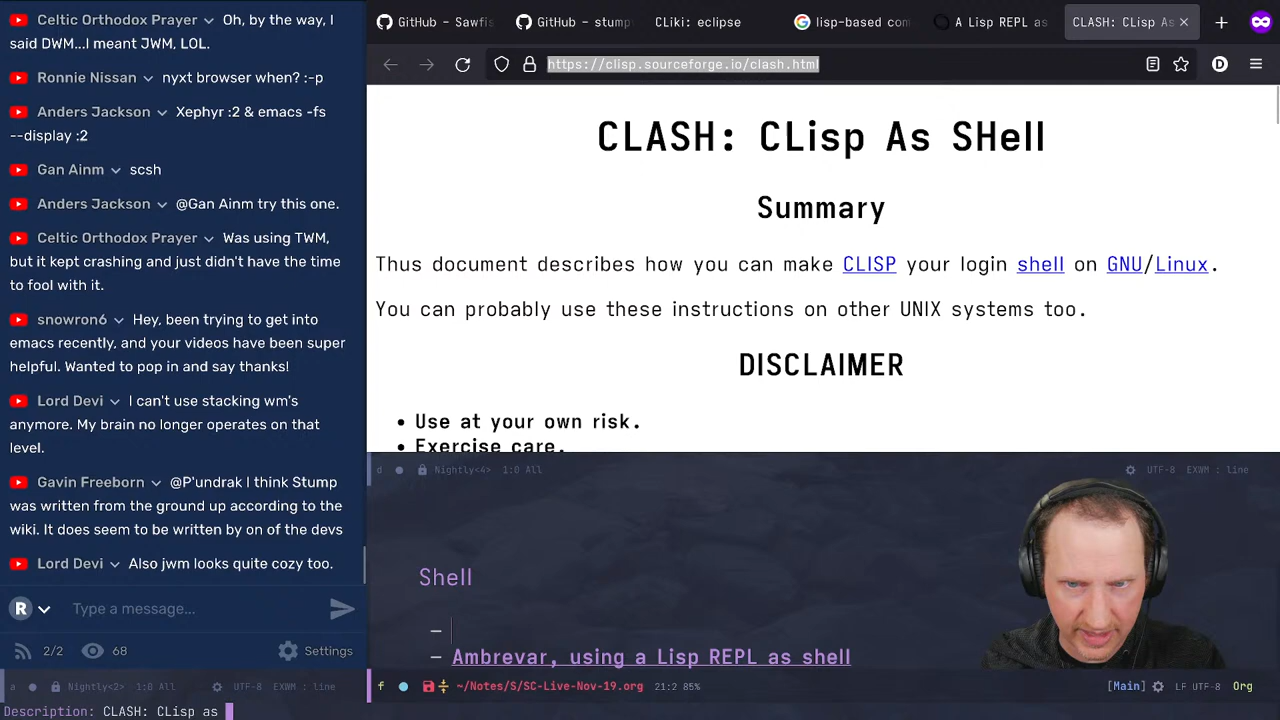 Celtic Orthodox Prayer Oh, by the way, I
said DWM...I meant JWM, LOL.
Ronnie Nissan nyxt browser when? :-p
Anders Jackson Xephyr :2 & emacs -fs
--display :2
Gan Ainm scsh
Anders Jackson @Gan Ainm try this one.
Celtic Orthodox Prayer Was using TWM,
but it kept crashing and just didn't have the time
to fool with it.
snowron6 Hey, been trying to get into
emacs recently, and your videos have been super
helpful. Wanted to pop in and say thanks!
Lord Devi I can't use stacking wm's
anymore. My brain no longer operates on that
level.
Gavin Freeborn @P'undrak I think Stump
was written from the ground up according to the
wiki. It does seem to be written by on of the devs
Lord Devi Also jwm looks quite cozy too.
R Type a message...
2/2 68 Settings
a Nightly<2> 1:0 All UTF-8 EXWM : line
GitHub - Sawfis GitHub - stump CLiki: eclipse lisp-based com A Lisp REPL as CLASH: CLisp As
https://clisp.sourceforge.io/clash.html
CLASH: CLisp As SHell
Summary
Thus document describes how you can make CLISP your login shell on GNU/Linux.
You can probably use these instructions on other UNIX systems too.
DISCLAIMER
• Use at your own risk.
• Exercise care.
d Nightly<4> 1:0 All UTF-8 EXWM : line
Shell
–
– Ambrevar, using a Lisp REPL as shell
f ~/Notes/S/SC-Live-Nov-19.org 21:2 85% [Main] LF UTF-8 Org
Description: CLASH: CLisp as